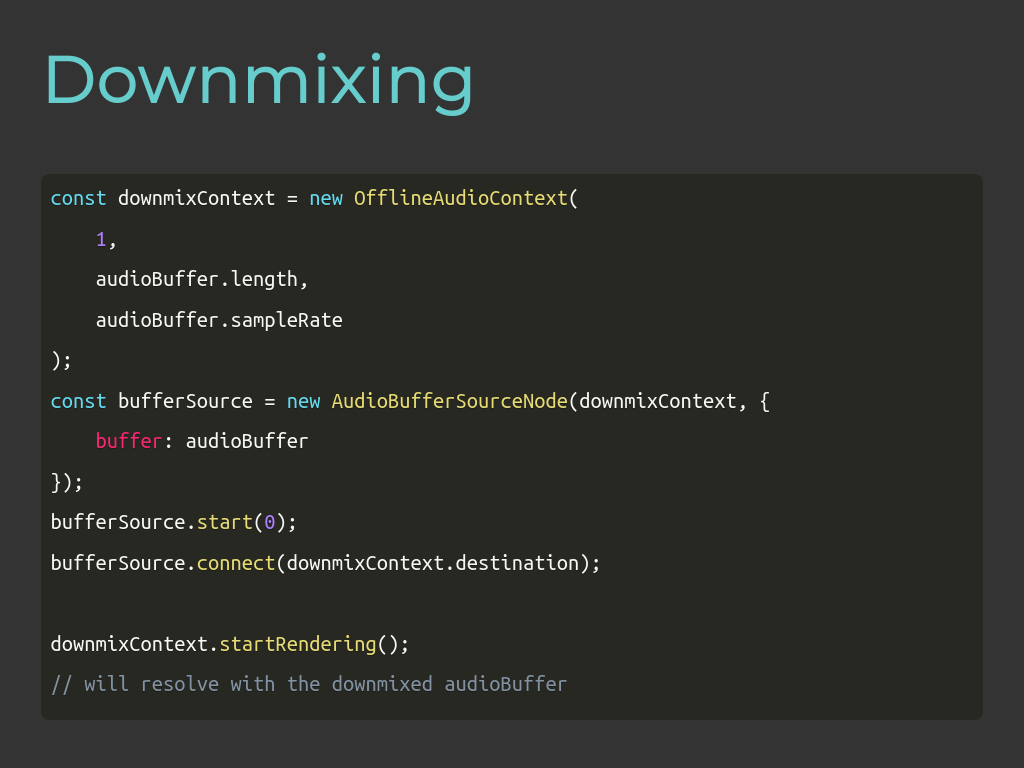 Downmixing
const downmixContext = new OfflineAudioContext(
    1,
    audioBuffer.length,
    audioBuffer.sampleRate
);
const bufferSource = new AudioBufferSourceNode(downmixContext, {
    buffer: audioBuffer
});
bufferSource.start(0);
bufferSource.connect(downmixContext.destination);
downmixContext.startRendering();
// will resolve with the downmixed audioBuffer